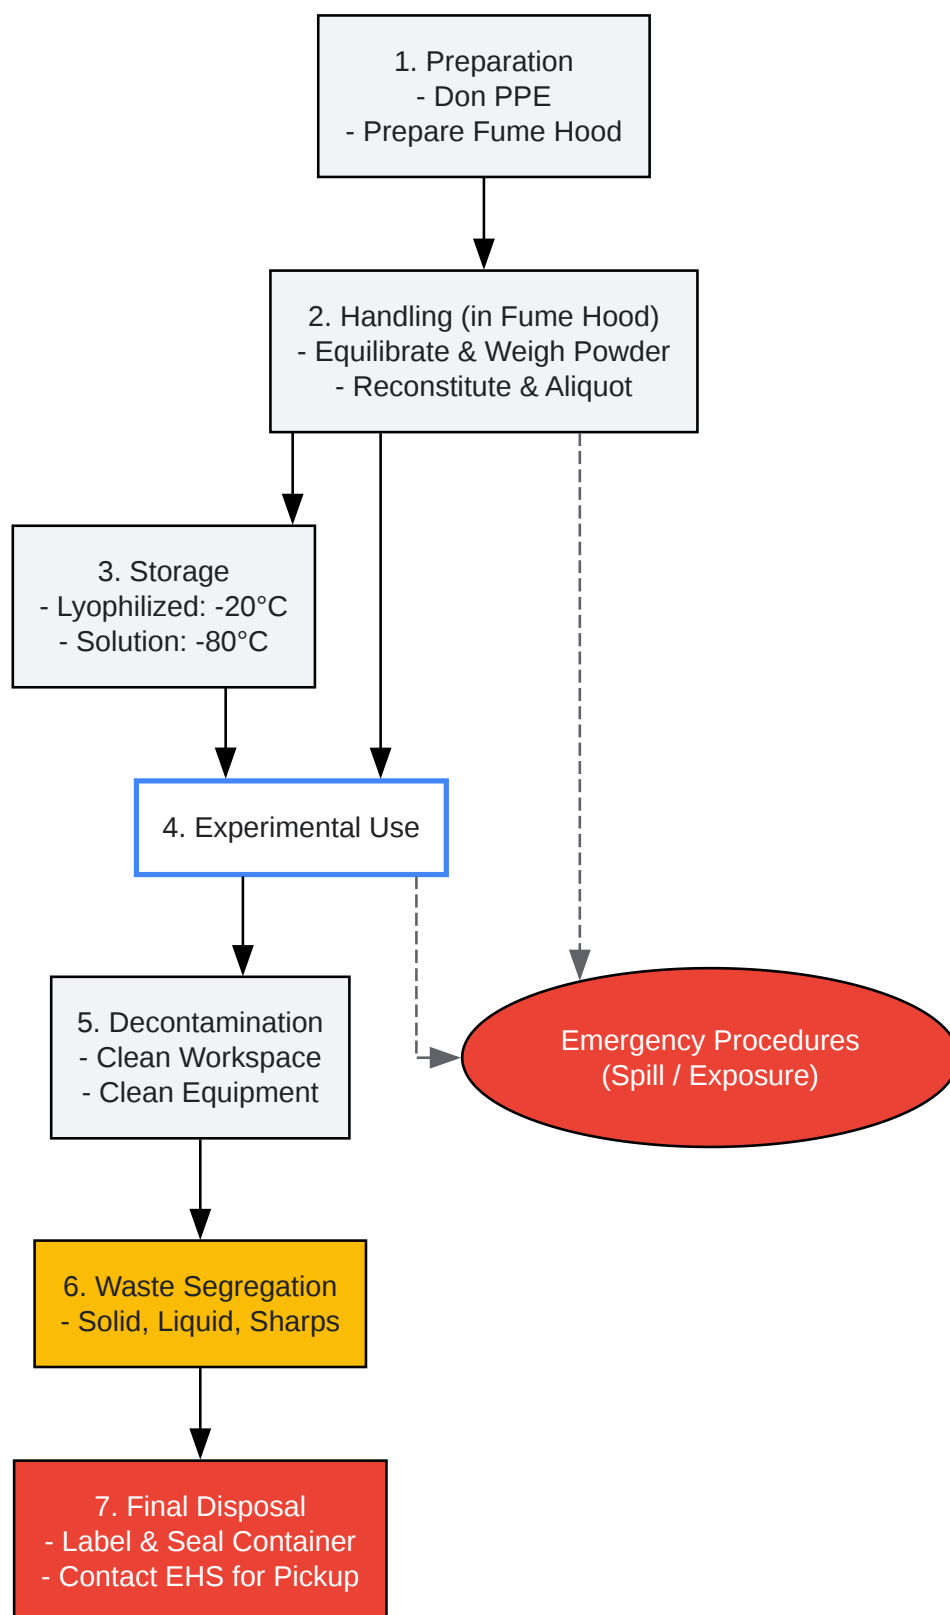 1. Preparation
- Don PPE
- Prepare Fume Hood
2. Handling (in Fume Hood)
- Equilibrate & Weigh Powder
- Reconstitute & Aliquot
3. Storage
- Lyophilized: -20°C
- Solution: -80°C
4. Experimental Use
5. Decontamination
- Clean Workspace
- Clean Equipment
Emergency Procedures
(Spill / Exposure)
6. Waste Segregation
- Solid, Liquid, Sharps
7. Final Disposal
- Label & Seal Container
- Contact EHS for Pickup